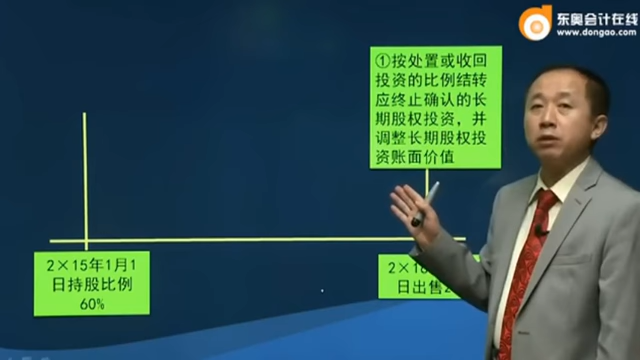 东奥会计在线
www.dongao.com
①按处置或收回
投资的比例结转
应终止确认的长
期股权投资，并
调整长期股权投
资账面价值
2×15年1月1
日持股比例
60%
2×18
日出售2